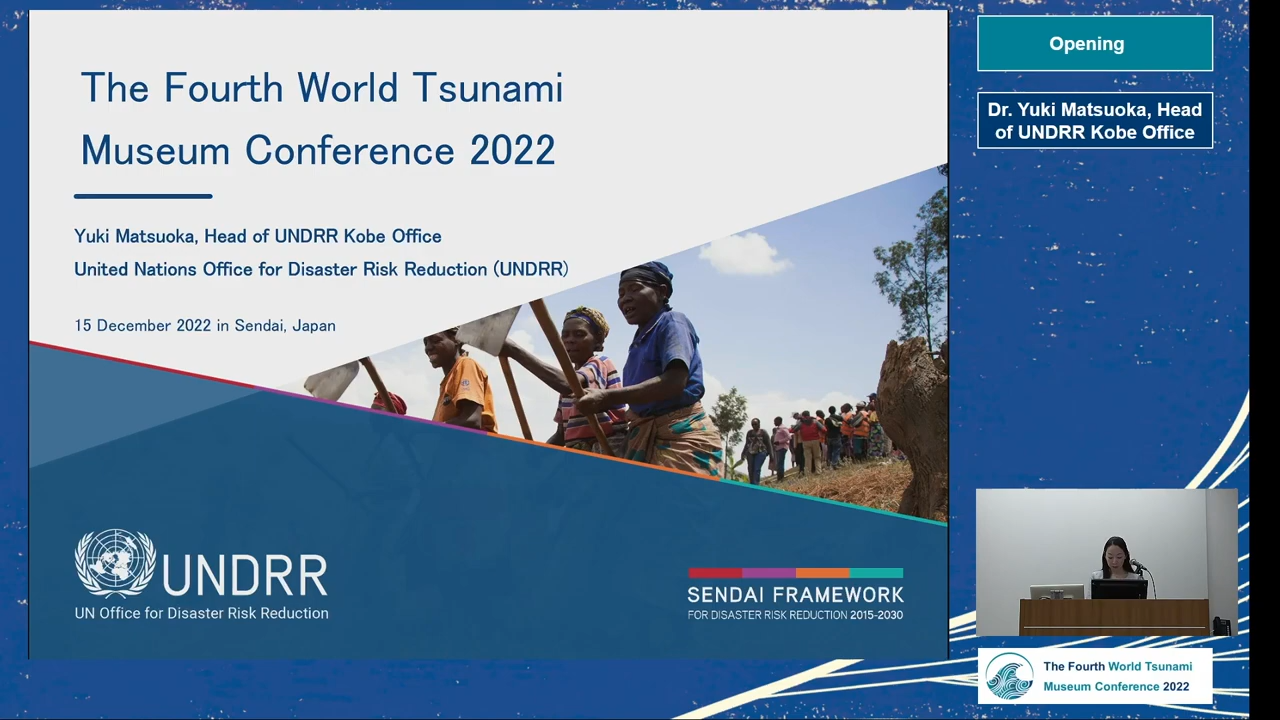 The Fourth World Tsunami
Museum Conference 2022
Yuki Matsuoka, Head of UNDRR Kobe Office
United Nations Office for Disaster Risk Reduction (UNDRR)
15 December 2022 in Sendai, Japan
UNDRR
UN Office for Disaster Risk Reduction
SENDAI FRAMEWORK
FOR DISASTER RISK REDUCTION 2015-2030
Opening
Dr. Yuki Matsuoka, Head
of UNDRR Kobe Office
The Fourth World Tsunami
Museum Conference 2022